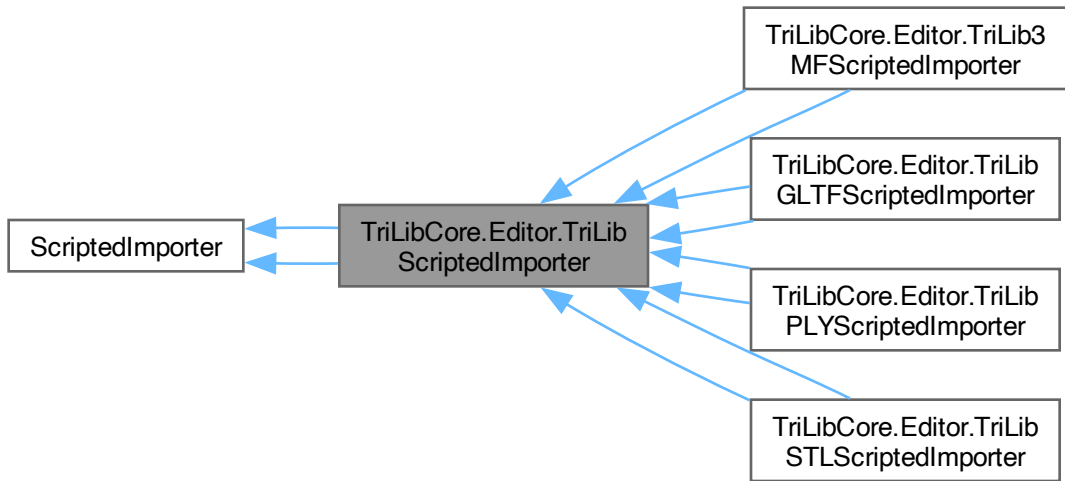 ScriptedImporter
TriLibCore.Editor.TriLib
ScriptedImporter
TriLibCore.Editor.TriLib3
MFScriptedImporter
TriLibCore.Editor.TriLib
GLTFScriptedImporter
TriLibCore.Editor.TriLib
PLYScriptedImporter
TriLibCore.Editor.TriLib
STLScriptedImporter